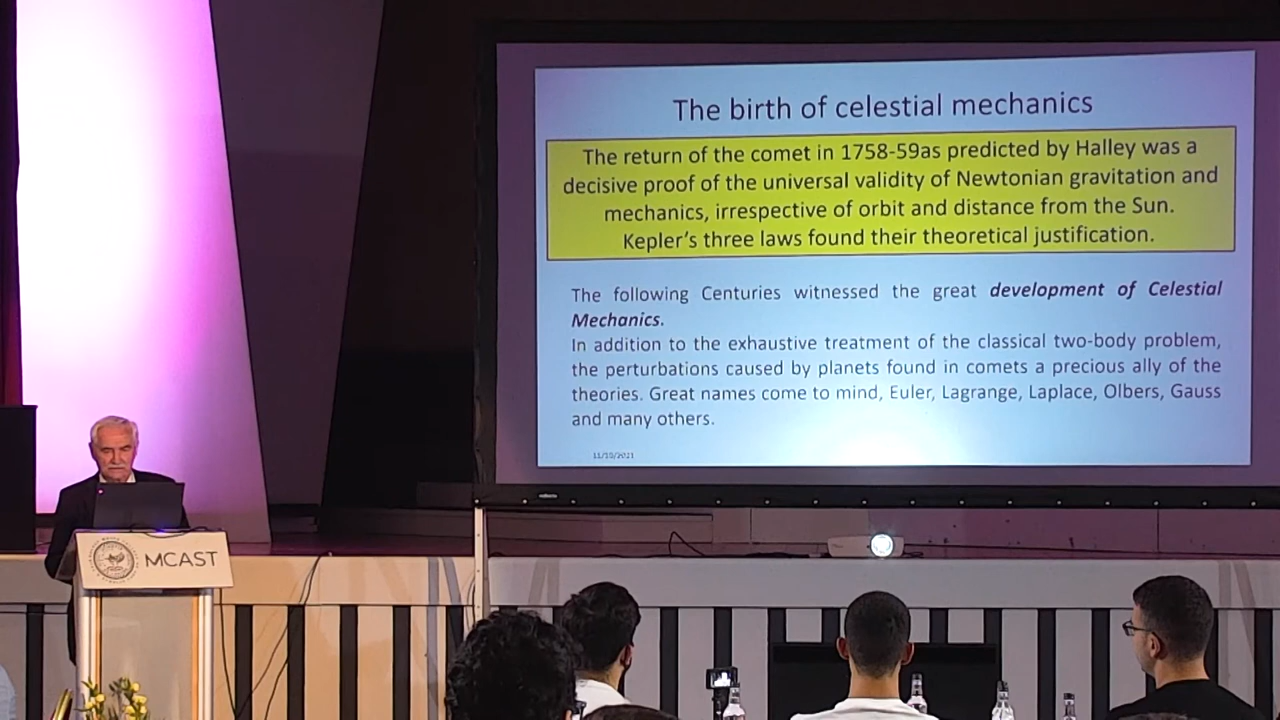 The birth of celestial mechanics
The return of the comet in 1758-59as predicted by Halley was a
decisive proof of the universal validity of Newtonian gravitation and
mechanics, irrespective of orbit and distance from the Sun.
Kepler's three laws found their theoretical justification.
The following Centuries witnessed the great development of Celestial
Mechanics.
In addition to the exhaustive treatment of the classical two-body problem,
the perturbations caused by planets found in comets a precious ally of the
theories. Great names come to mind, Euler, Lagrange, Laplace, Olbers, Gauss
and many others.
MCAST